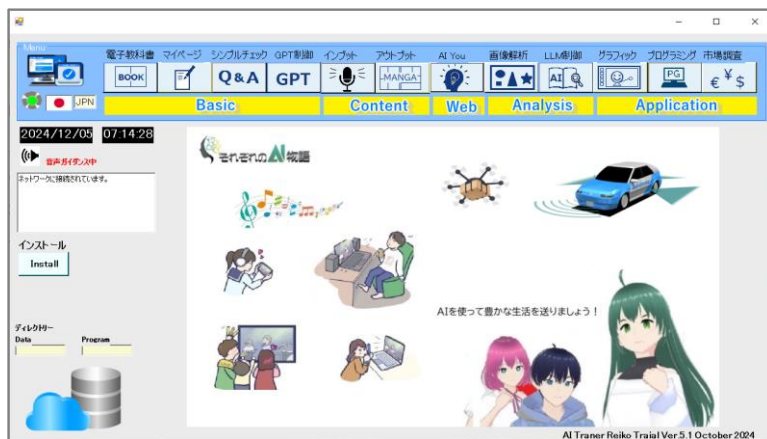 Menu
電子教科書 マイページ シンプルチェック GPT制御 インプット アウトプット AI You 画像解析 LLM制御 グラフィック プログラミング 市場調査
BOOK Q&A GPT MANGA AI PG € ¥ $
JPN Basic Content Web Analysis Application
2024/12/05 07:14:28
音声ガイダンス中
ネットワークに接続されています。
それぞれのAI物語
インストール
Install
AIを使って豊かな生活を送りましょう！
ディレクトリー
Data Program
AI Traner Reiko Traial Ver 5.1 October 2024